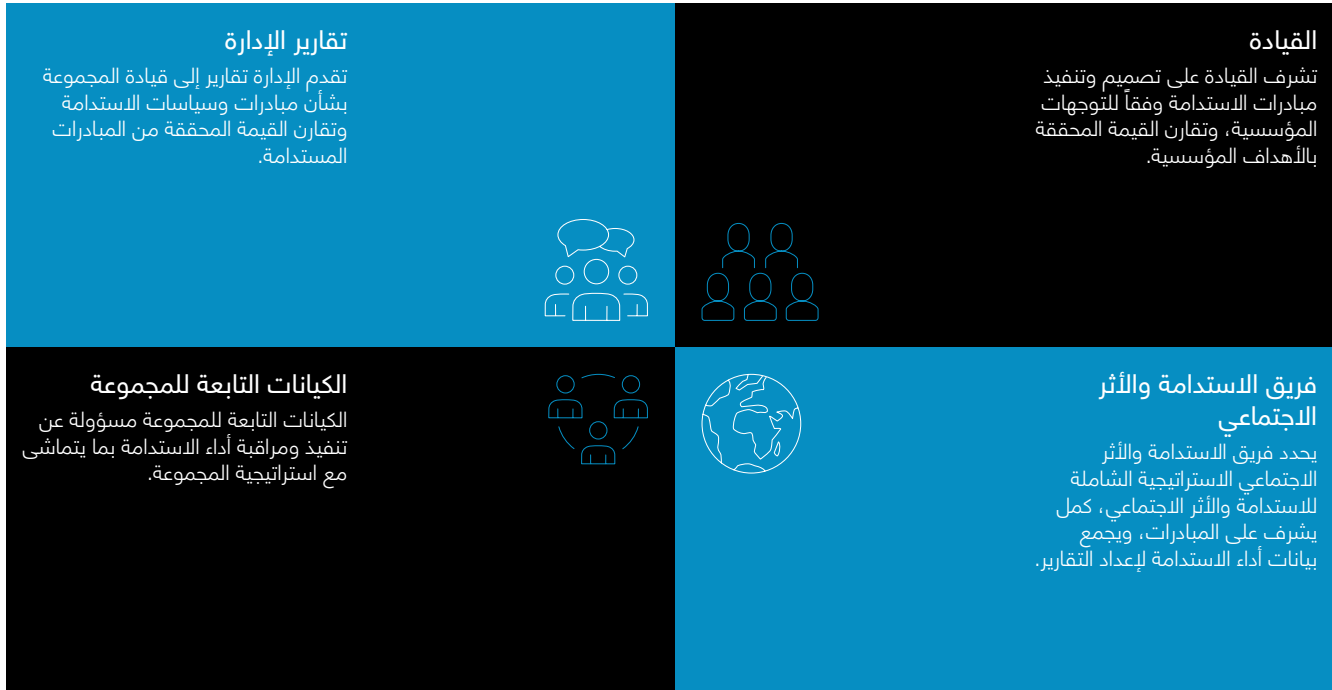 القيادة
تشرف القيادة على تصميم وتنفيذ
مبادرات الاستدامة وفقاً للتوجهات
المؤسسية، وتقارن القيمة المحققة
بالأهداف المؤسسية.
تقارير الإدارة
تقدم الإدارة تقارير إلى قيادة المجموعة
بشأن مبادرات وسياسات الاستدامة
وتقارن القيمة المحققة من المبادرات
المستدامة.
فريق الاستدامة والأثر
الاجتماعي
يحدد فريق الاستدامة والأثر
الاجتماعي الاستراتيجية الشاملة
للاستدامة والأثر الاجتماعي، كمل
يشرف على المبادرات، ويجمع
بيانات أداء الاستدامة لإعداد التقارير.
الكيانات التابعة للمجموعة
الكيانات التابعة للمجموعة مسؤولة عن
تنفيذ ومراقبة أداء الاستدامة بما يتماشى
مع استراتيجية المجموعة.